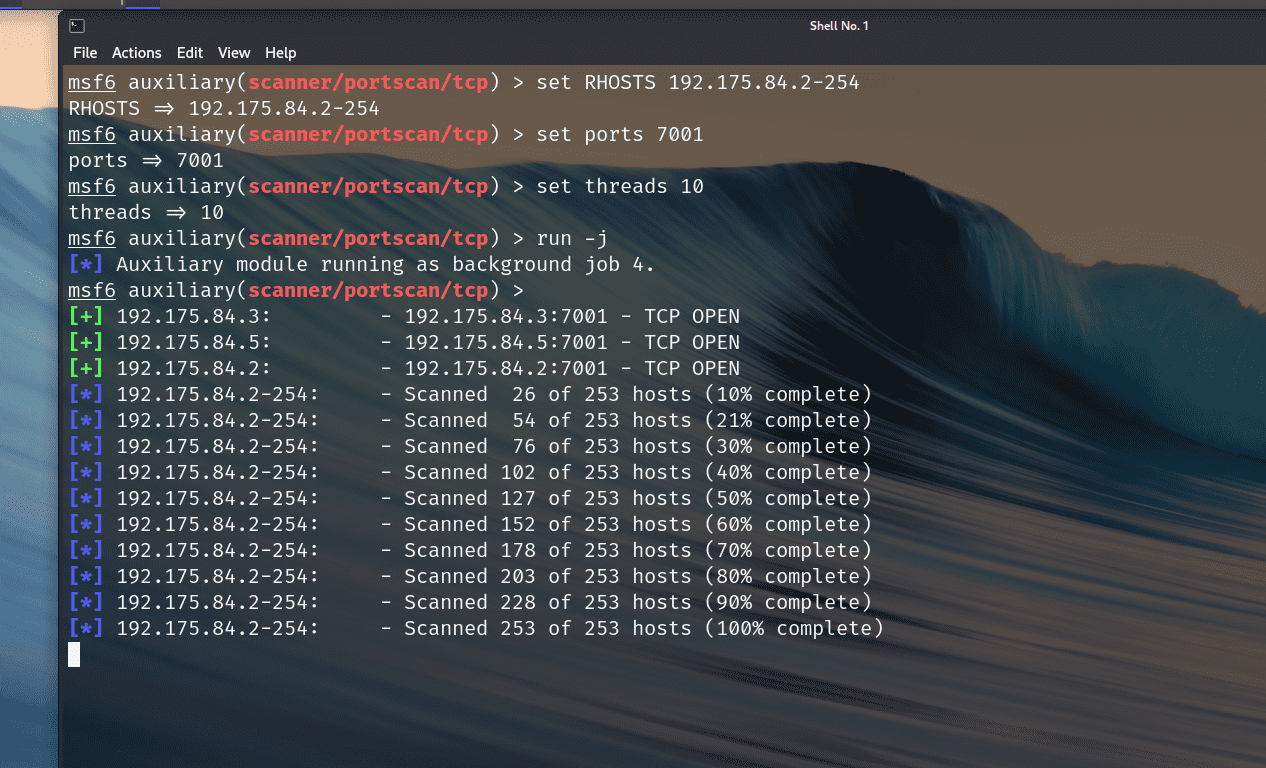 Shell No. 1
File Actions Edit View Help
msf6 auxiliary(scanner/portscan/tcp) > set RHOSTS 192.175.84.2-254
RHOSTS ⇒ 192.175.84.2-254
msf6 auxiliary(scanner/portscan/tcp) > set ports 7001
ports ⇒ 7001
msf6 auxiliary(scanner/portscan/tcp) > set threads 10
threads ⇒ 10
msf6 auxiliary(scanner/portscan/tcp) > run -j
[*] Auxiliary module running as background job 4.
msf6 auxiliary(scanner/portscan/tcp) >
[+] 192.175.84.3:         - 192.175.84.3:7001 - TCP OPEN
[+] 192.175.84.5:         - 192.175.84.5:7001 - TCP OPEN
[+] 192.175.84.2:         - 192.175.84.2:7001 - TCP OPEN
[*] 192.175.84.2-254:     - Scanned  26 of 253 hosts (10% complete)
[*] 192.175.84.2-254:     - Scanned  54 of 253 hosts (21% complete)
[*] 192.175.84.2-254:     - Scanned  76 of 253 hosts (30% complete)
[*] 192.175.84.2-254:     - Scanned 102 of 253 hosts (40% complete)
[*] 192.175.84.2-254:     - Scanned 127 of 253 hosts (50% complete)
[*] 192.175.84.2-254:     - Scanned 152 of 253 hosts (60% complete)
[*] 192.175.84.2-254:     - Scanned 178 of 253 hosts (70% complete)
[*] 192.175.84.2-254:     - Scanned 203 of 253 hosts (80% complete)
[*] 192.175.84.2-254:     - Scanned 228 of 253 hosts (90% complete)
[*] 192.175.84.2-254:     - Scanned 253 of 253 hosts (100% complete)